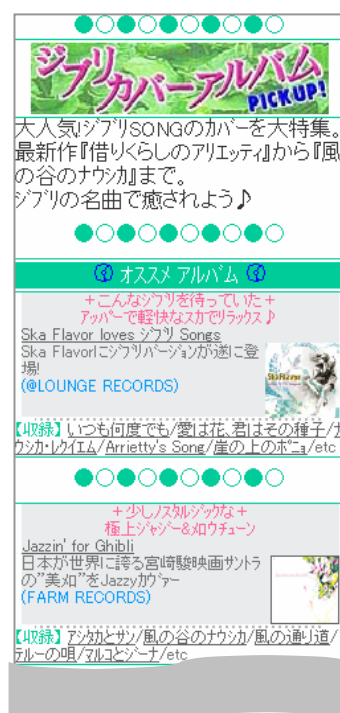 ジブリカバーアルバム
PICKUP!
大人気!ジブリSONGのカバーを大特集。
最新作『借りくらしのアリエッティ』から『風
の谷のナウシカ』まで。
ジブリの名曲で癒されよう♪
オススメ アルバム
+こんなジブリを待っていた+
アッパーで軽快なスカでリラックス♪
Ska Flavor loves ジブリ Songs
Ska Flavorにジブリバージョンが遂に登
場!
(@LOUNGE RECORDS)
【収録】いつも何度でも/愛は花、君はその種子/ナ
ウシカ・レクイエム/Arrietty's Song/崖の上のポニョ/etc
+少しノスタルジックな+
極上ジャジー&メロウチューン
Jazzin' for Ghibli
日本が世界に誇る宮崎駿映画サントラ
の"美メロ"をJazzyカヴァー
(FARM RECORDS)
【収録】アシタカとサン/風の谷のナウシカ/風の通り道/
テルーの唄/マルコとジーナ/etc